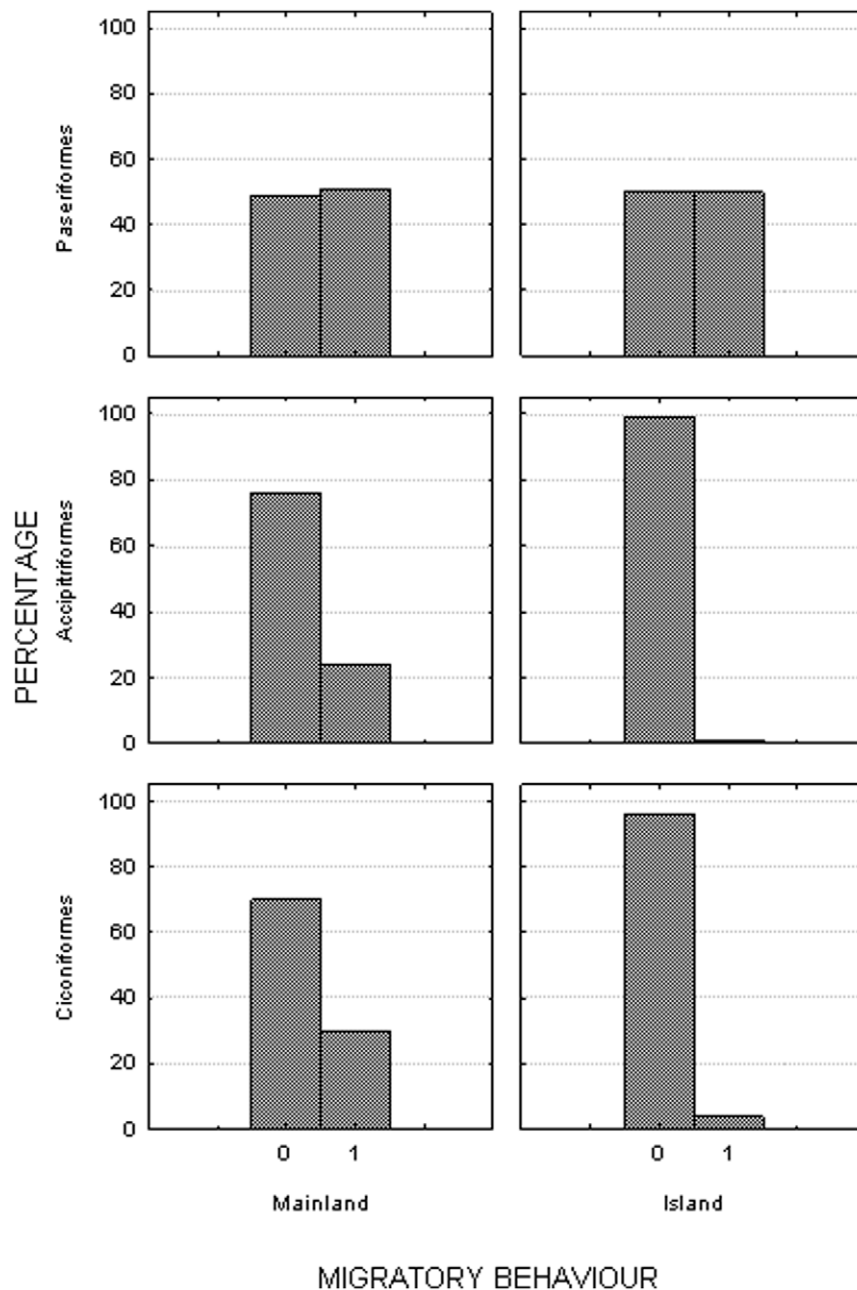 PERCENTAGE
Paseriformes
100
80
60
40
20
0
Accipitriformes
100
80
60
40
20
0
Ciconiformes
100
80
60
40
20
0
0 1 0 1
Mainland Island
MIGRATORY BEHAVIOUR